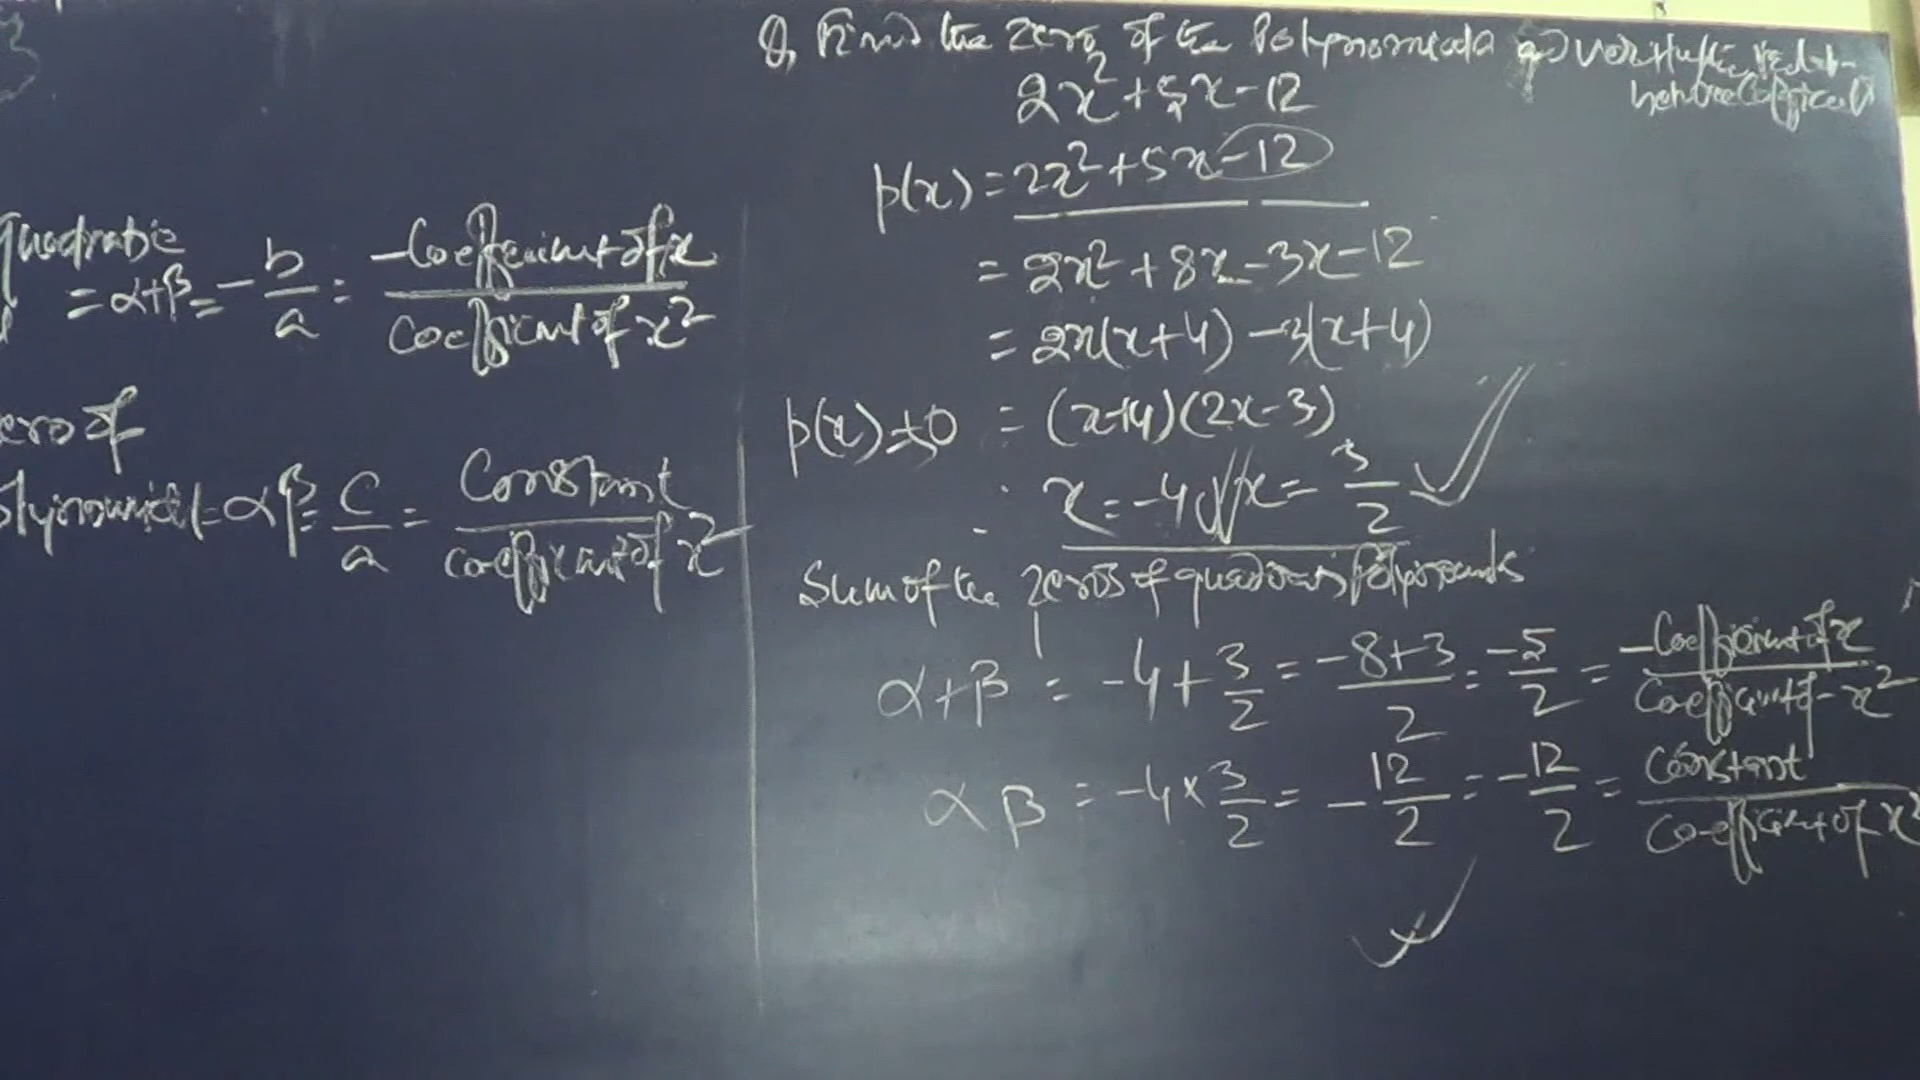 quadratic
= α+β = - b/a = -Coefficient of x / Coefficient of x²
zero of
polynomial = αβ = C/a = Constant / coefficient of x²
Q, Find the zero of the Polynomials
2x² + 5x - 12
p(x) = 2x² + 5x - 12
= 2x² + 8x - 3x - 12
= 2x(x+4) - 3(x+4)
p(x) = 0 = (x+4)(2x-3)
x = -4 x = 3/2
Sum of the zeros of quadratic Polynomials
α+β = -4 + 3/2 = -8+3/2 = -5/2 = -Coefficient of x / Coefficient of x²
αβ = -4 × 3/2 = - 12/2 = -12/2 = Constant / Coefficient of x²